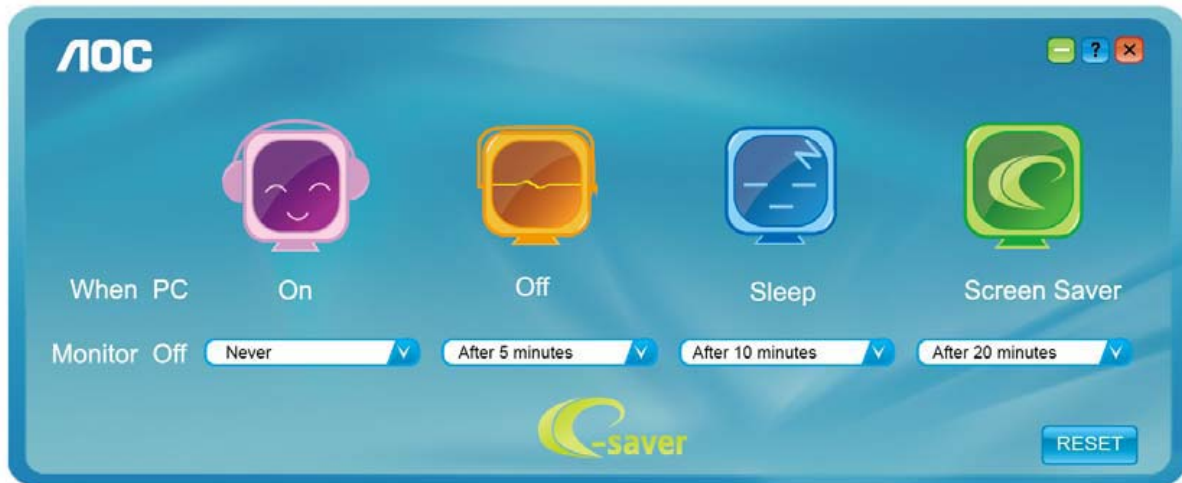 AOC
?
When PC On Off Sleep Screen Saver
Monitor Off Never After 5 minutes After 10 minutes After 20 minutes
e-saver
RESET